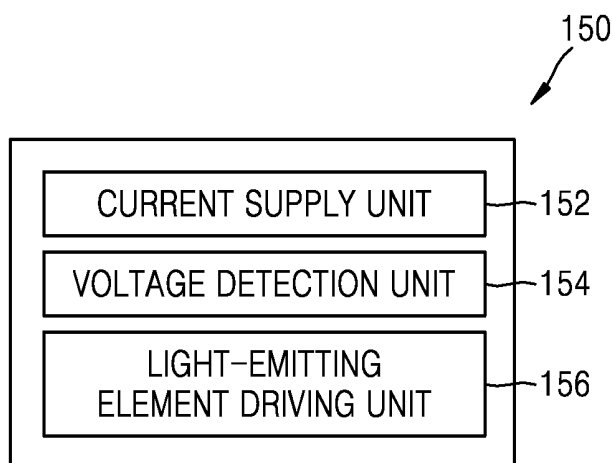 150
CURRENT SUPPLY UNIT 152
VOLTAGE DETECTION UNIT 154
LIGHT-EMITTING
ELEMENT DRIVING UNIT 156